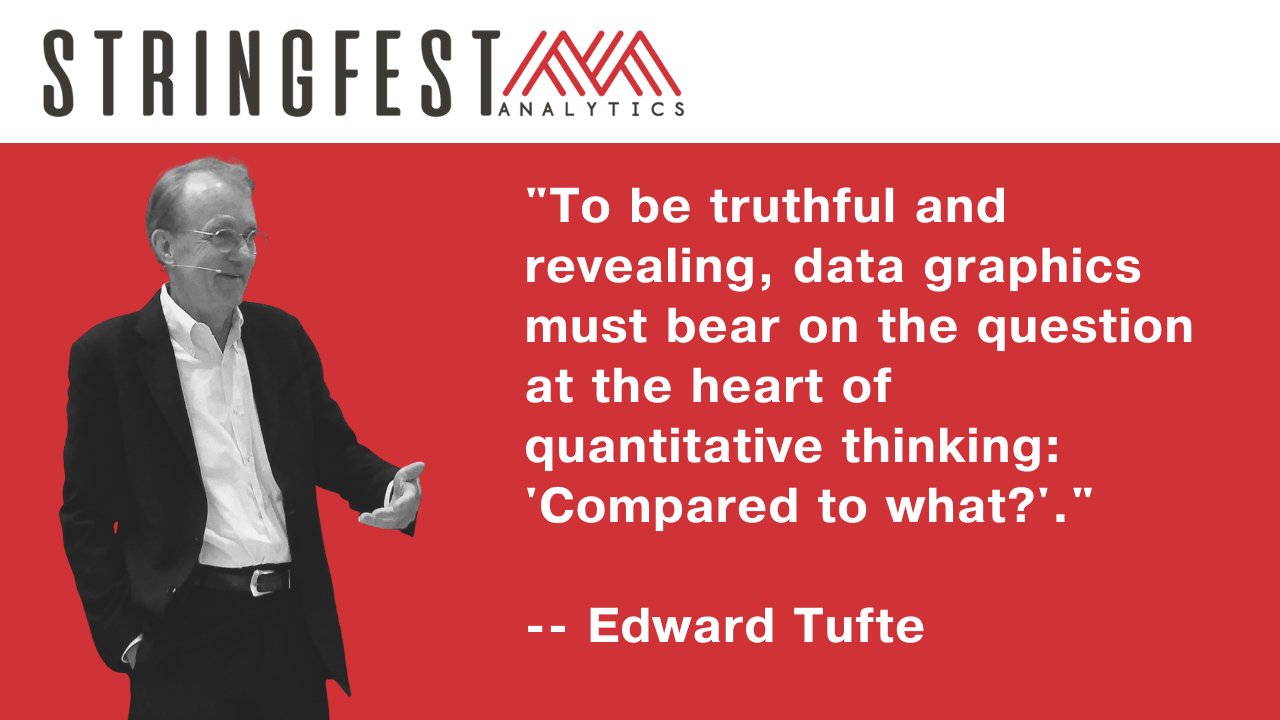 STRINGFEST
ANALYTICS
"To be truthful and
revealing, data graphics
must bear on the question
at the heart of
quantitative thinking:
'Compared to what?'."
-- Edward Tufte